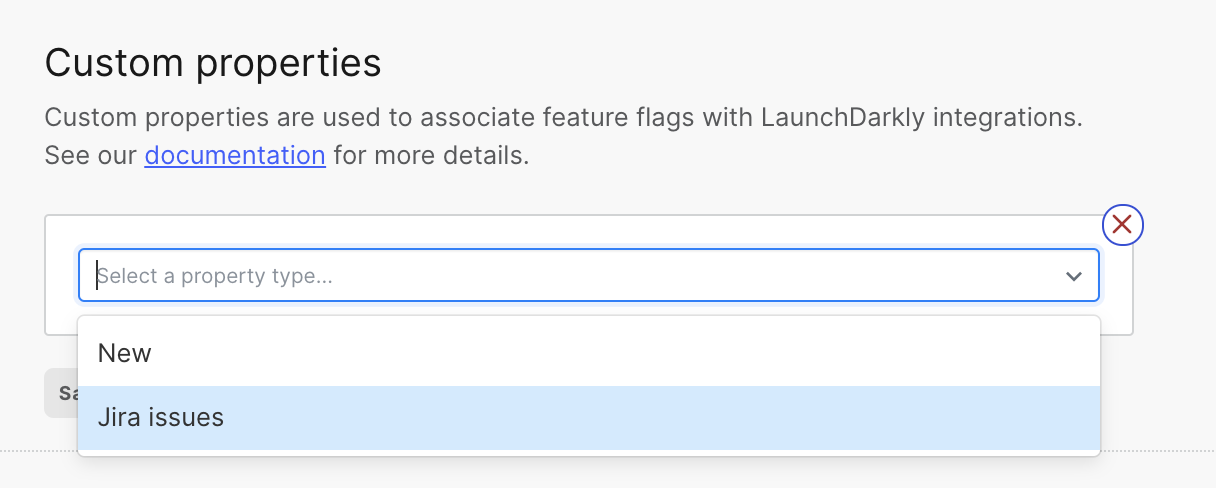 Custom properties
Custom properties are used to associate feature flags with LaunchDarkly integrations.
See our documentation for more details.
Select a property type...
New
Jira issues